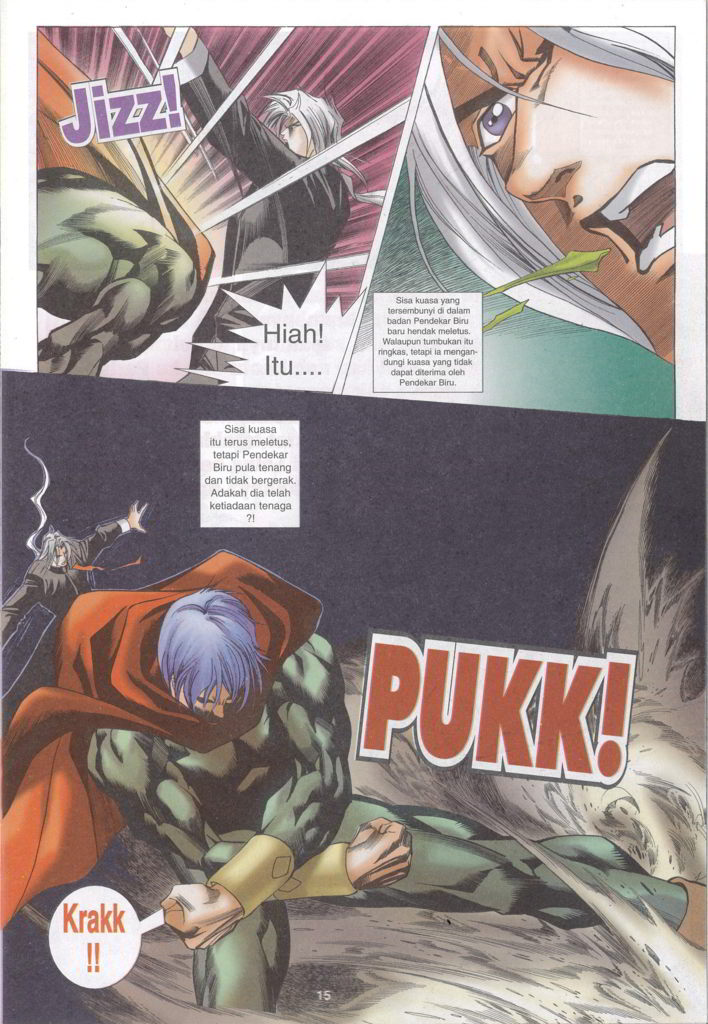 Jizz!
Hiah!
Itu....
Sisa kuasa yang
tersembunyi di dalam
badan Pendekar Biru
baru hendak meletus.
Walaupun tumbukan itu
ringkas, tetapi ia mengan-
dungi kuasa yang tidak
dapat diterima oleh
Pendekar Biru.
Sisa kuasa
itu terus meletus,
tetapi Pendekar
Biru pula tenang
dan tidak bergerak.
Adakah dia telah
ketiadaan tenaga
?!
PUKK!
Krakk
!!
15